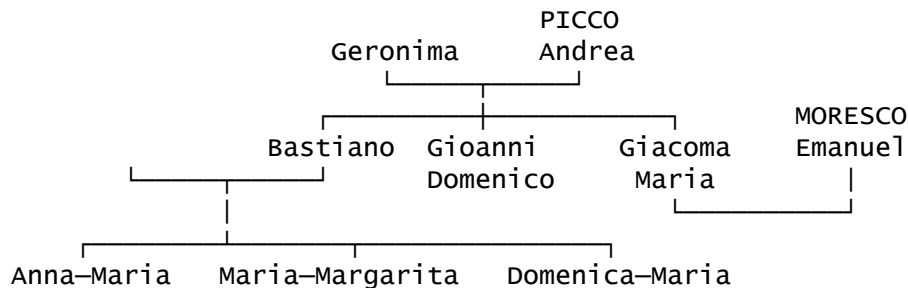 PICCO
Geronima Andrea
MORESCO
Bastiano Gioanni Giacoma Emanuel
Domenico Maria
Anna–Maria Maria–Margarita Domenica–Maria